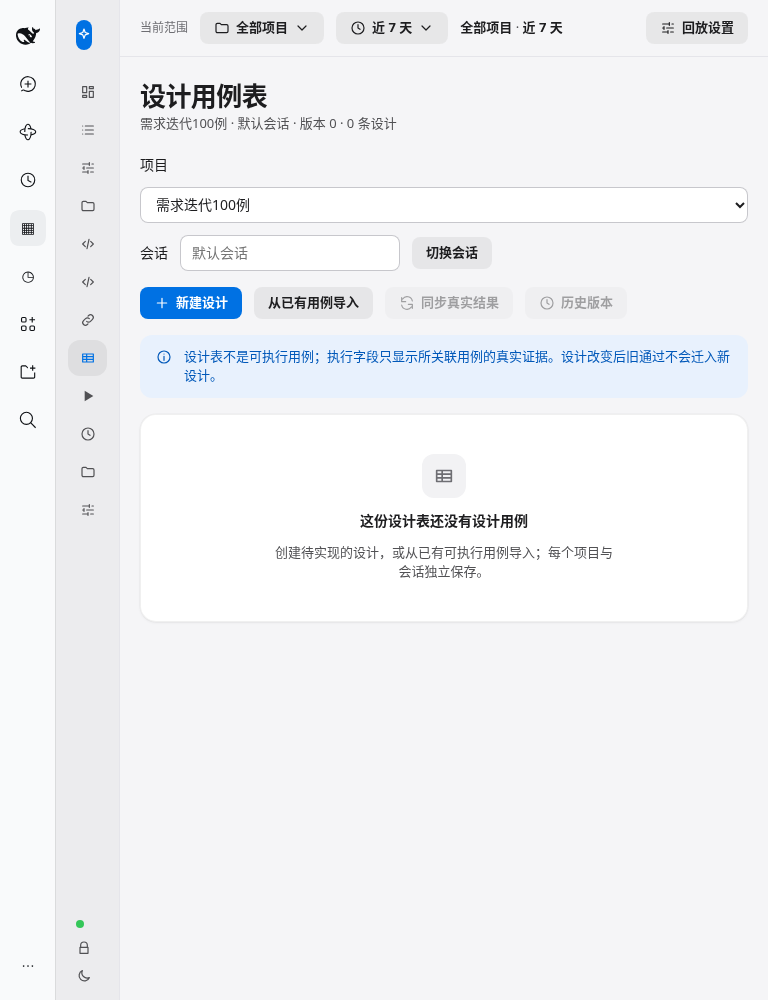 当前范围 全部项目 近 7 天 全部项目 · 近 7 天 回放设置
设计用例表
需求迭代100例 · 默认会话 · 版本 0 · 0 条设计
项目
需求迭代100例
会话 默认会话 切换会话
新建设计 从已有用例导入 同步真实结果 历史版本
设计表不是可执行用例；执行字段只显示所关联用例的真实证据。设计改变后旧通过不会迁入新
设计。
这份设计表还没有设计用例
创建待实现的设计，或从已有可执行用例导入；每个项目与
会话独立保存。